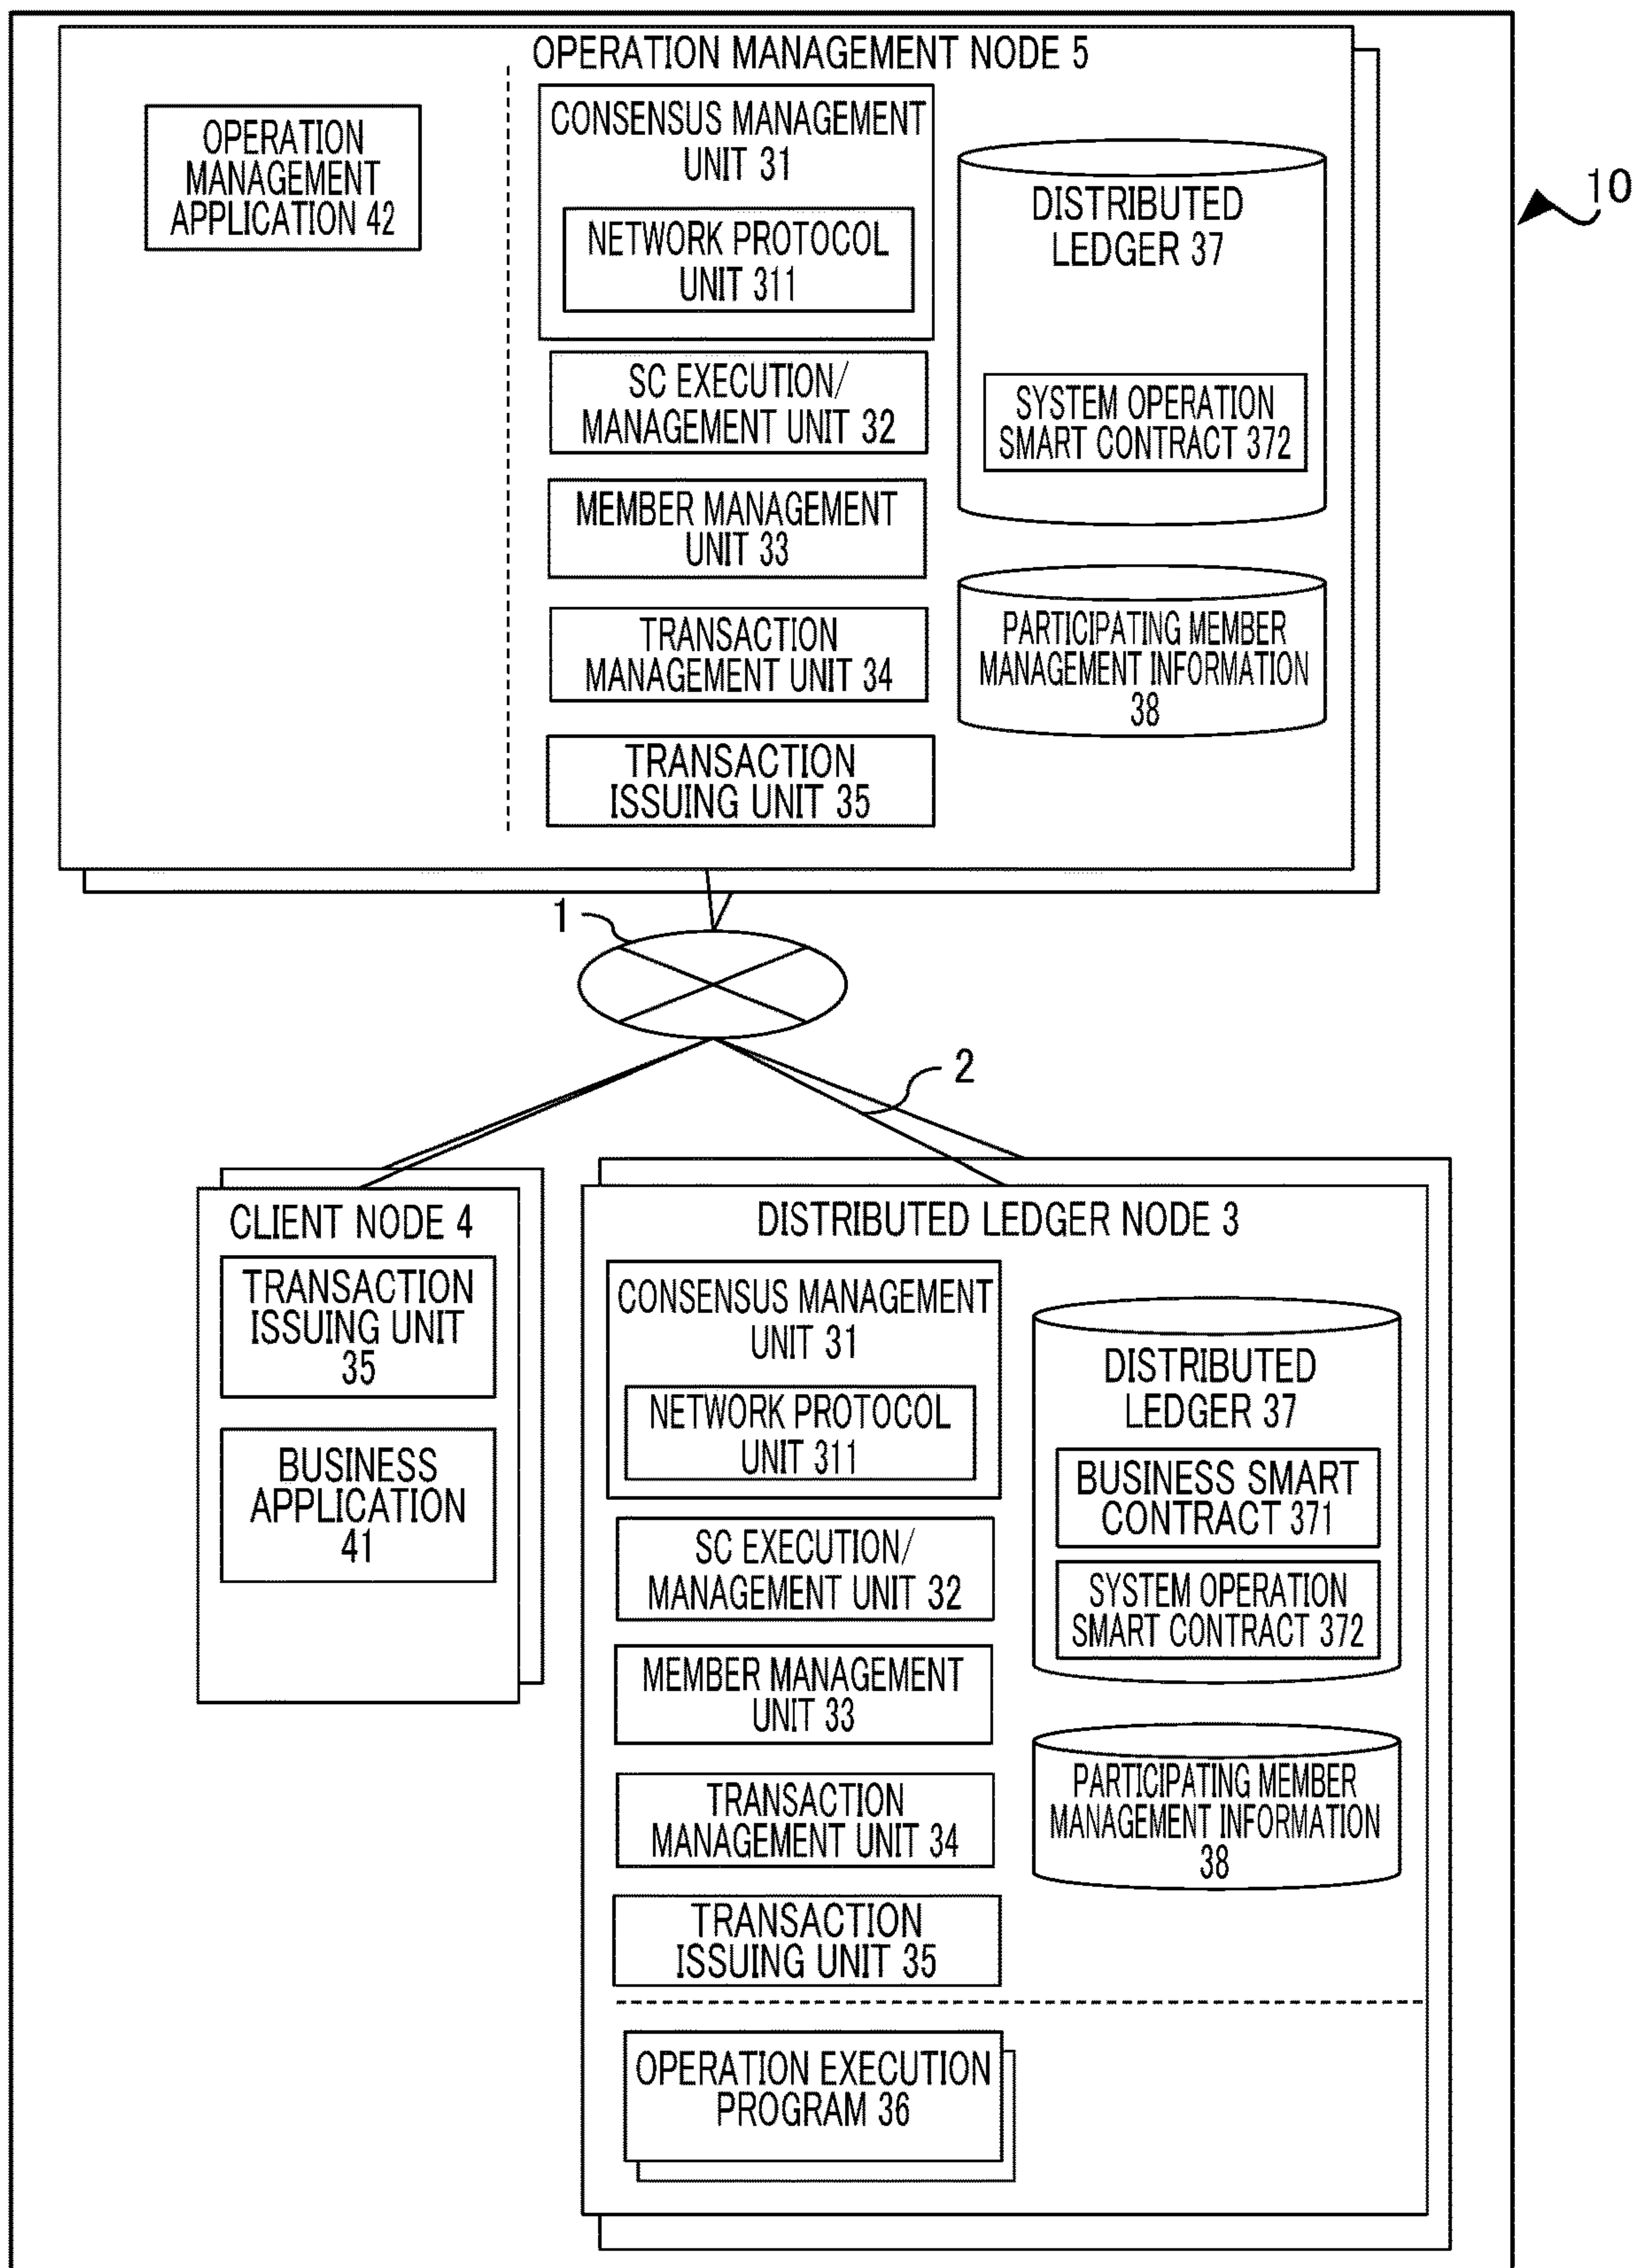 OPERATION MANAGEMENT NODE 5
OPERATION
MANAGEMENT
APPLICATION 42
CONSENSUS MANAGEMENT
UNIT 31
NETWORK PROTOCOL
UNIT 311
SC EXECUTION/
MANAGEMENT UNIT 32
MEMBER MANAGEMENT
UNIT 33
TRANSACTION
MANAGEMENT UNIT 34
TRANSACTION
ISSUING UNIT 35
DISTRIBUTED
LEDGER 37
SYSTEM OPERATION
SMART CONTRACT 372
PARTICIPATING MEMBER
MANAGEMENT INFORMATION
38
10
1
2
CLIENT NODE 4
TRANSACTION
ISSUING UNIT
35
BUSINESS
APPLICATION
41
DISTRIBUTED LEDGER NODE 3
CONSENSUS MANAGEMENT
UNIT 31
NETWORK PROTOCOL
UNIT 311
SC EXECUTION/
MANAGEMENT UNIT 32
MEMBER MANAGEMENT
UNIT 33
TRANSACTION
MANAGEMENT UNIT 34
TRANSACTION
ISSUING UNIT 35
DISTRIBUTED
LEDGER 37
BUSINESS SMART
CONTRACT 371
SYSTEM OPERATION
SMART CONTRACT 372
PARTICIPATING MEMBER
MANAGEMENT INFORMATION
38
OPERATION EXECUTION
PROGRAM 36